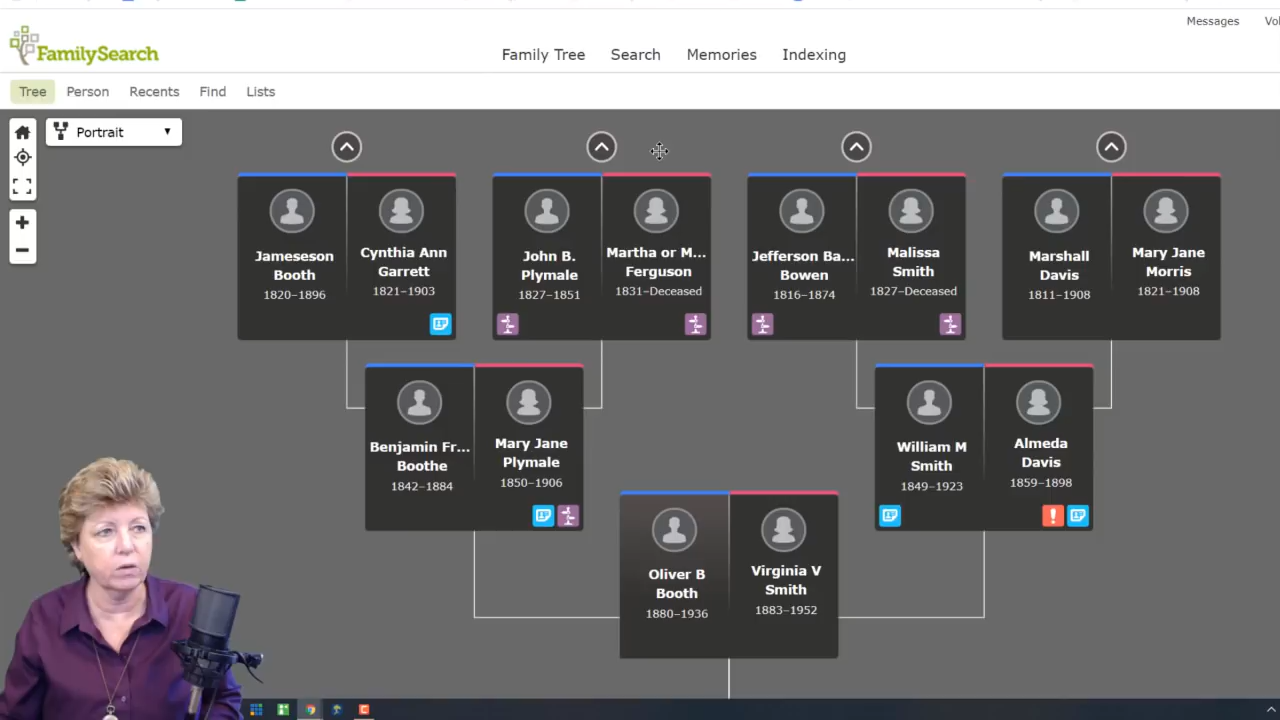 Messages
Vol
FamilySearch
Family Tree Search Memories Indexing
Tree Person Recents Find Lists
Portrait
Jameseson
Booth
1820–1896
Cynthia Ann
Garrett
1821–1903
John B.
Plymale
1827–1851
Martha or M...
Ferguson
1831–Deceased
Jefferson Ba...
Bowen
1816–1874
Malissa
Smith
1827–Deceased
Marshall
Davis
1811–1908
Mary Jane
Morris
1821–1908
Benjamin Fr...
Boothe
1842–1884
Mary Jane
Plymale
1850–1906
William M
Smith
1849–1923
Almeda
Davis
1859–1898
Oliver B
Booth
1880–1936
Virginia V
Smith
1883–1952